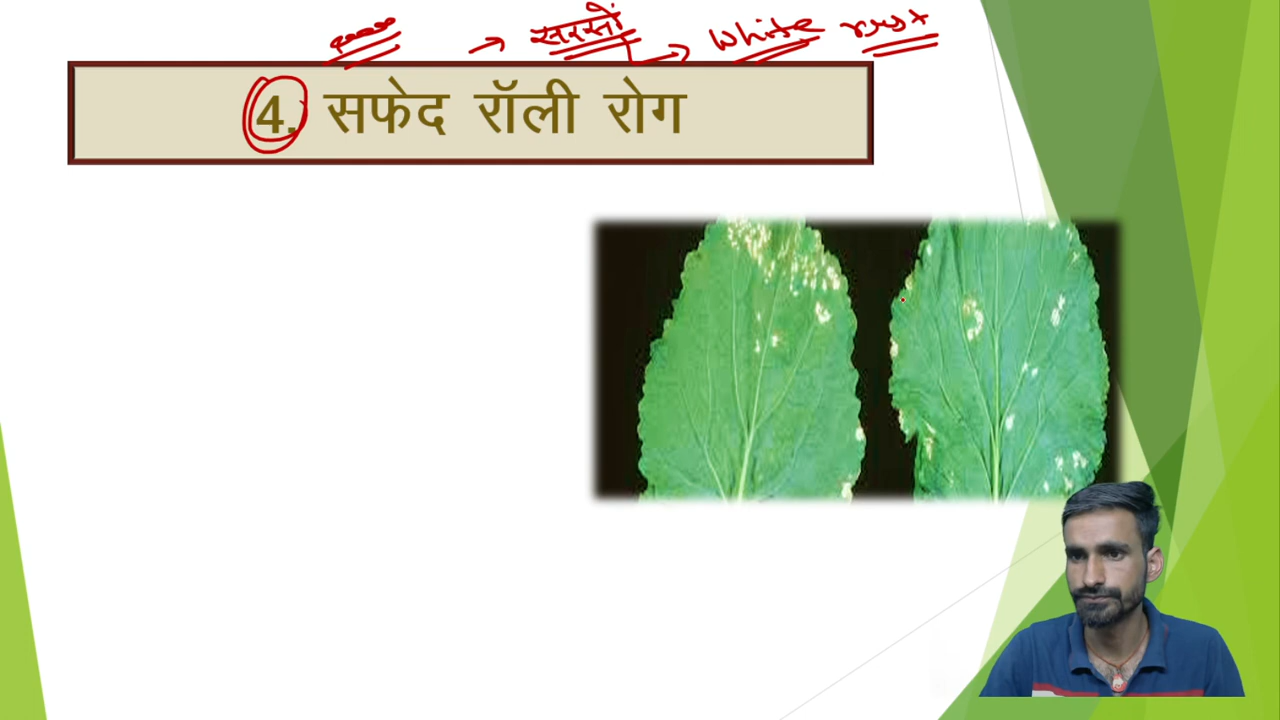 → सरसों → White rust
4. सफेद रॉली रोग